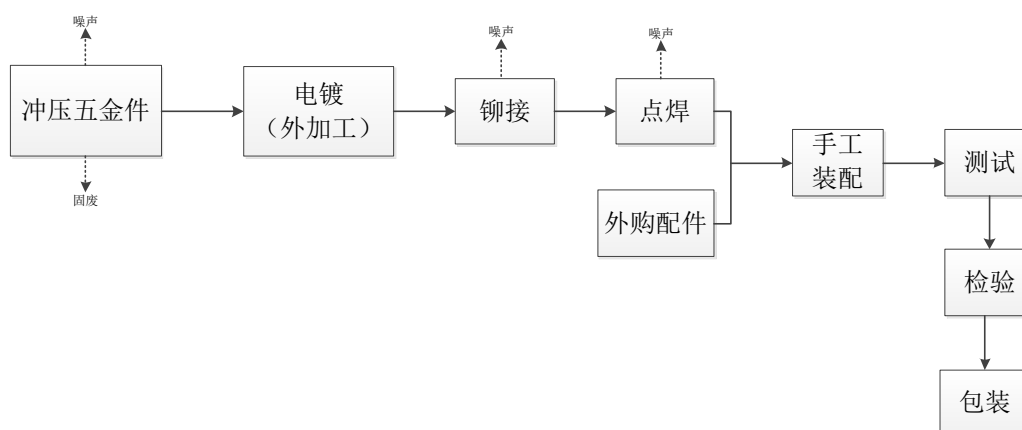 噪声
噪声
噪声
冲压五金件
电镀
（外加工）
铆接
点焊
手工
装配
测试
固废
外购配件
检验
包装